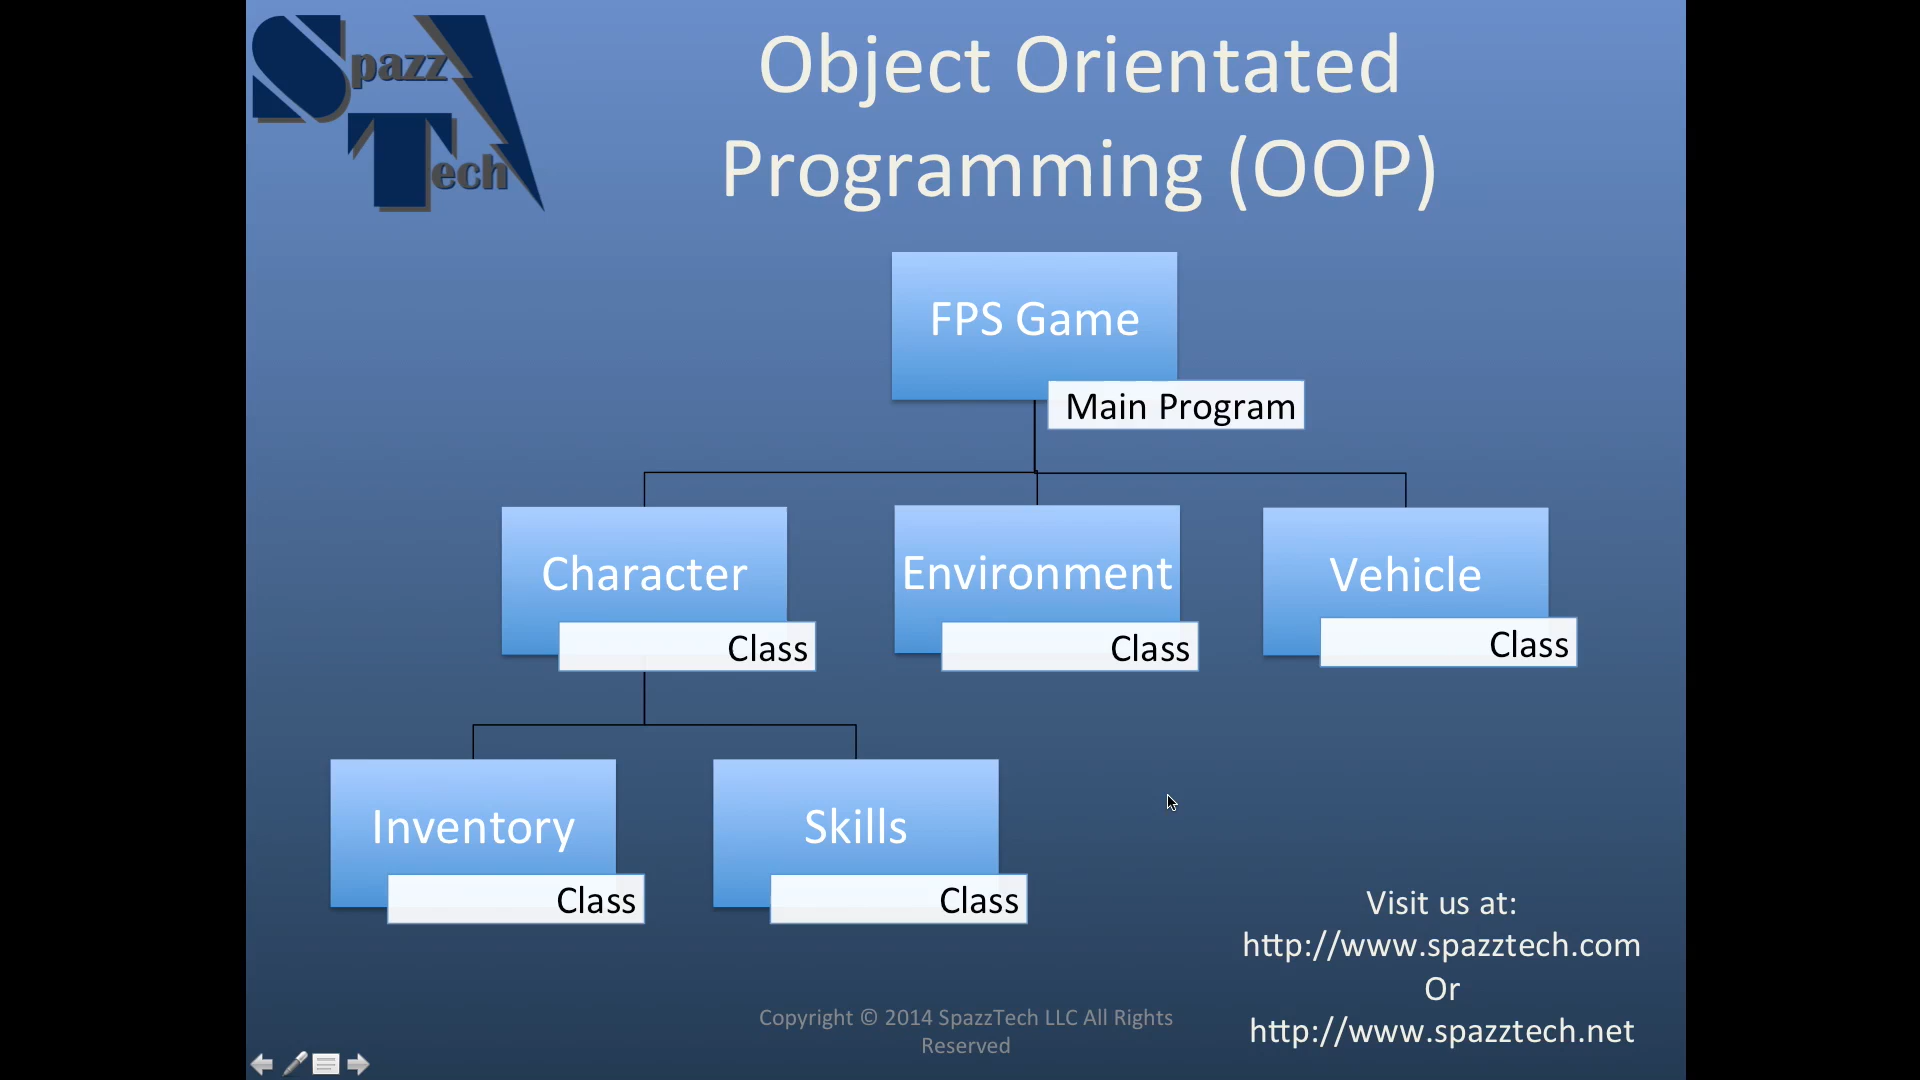 Spazz
Tech
Object Orientated
Programming (OOP)
FPS Game
Main Program
Character
Class
Environment
Class
Vehicle
Class
Inventory
Class
Skills
Class
Visit us at:
http://www.spazztech.com
Or
http://www.spazztech.net
Copyright © 2014 SpazzTech LLC All Rights
Reserved